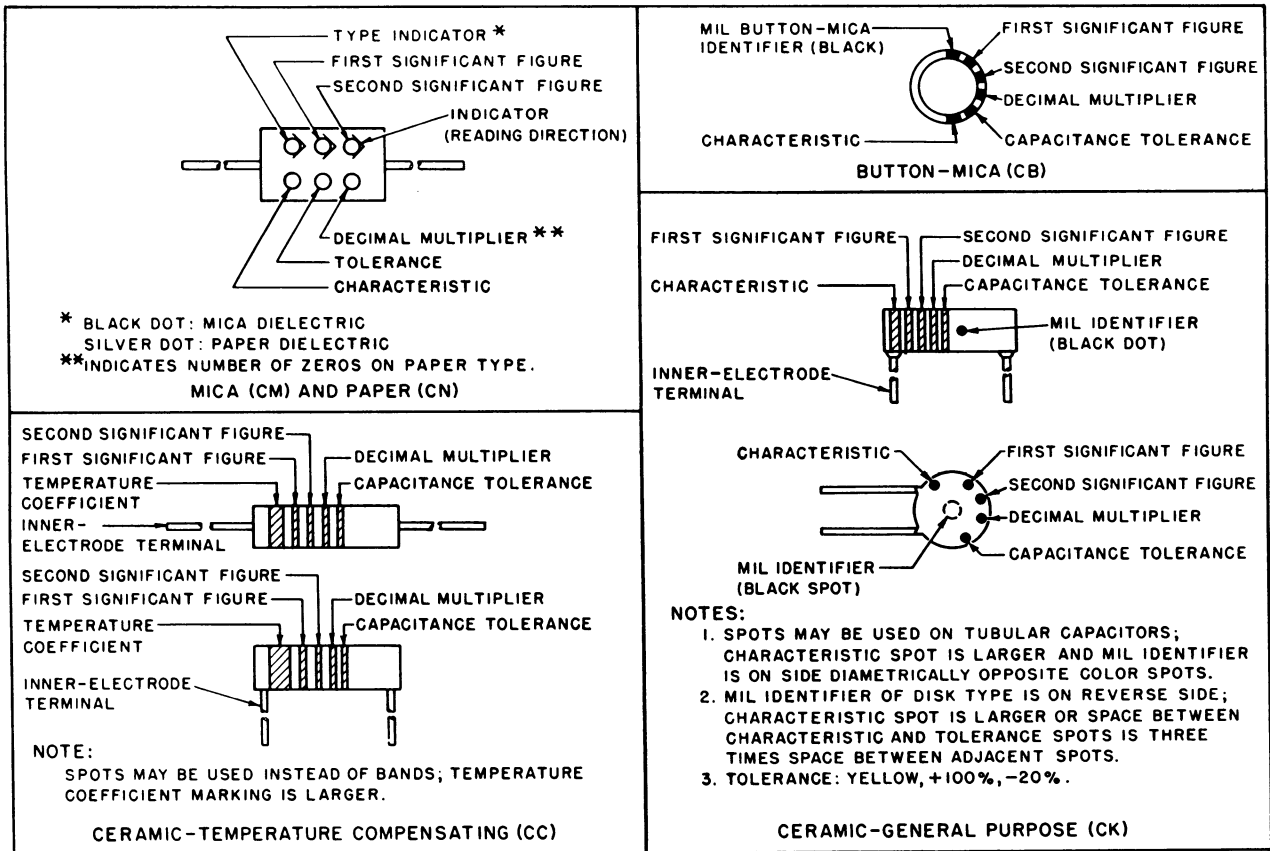 TYPE INDICATOR *
FIRST SIGNIFICANT FIGURE
SECOND SIGNIFICANT FIGURE
INDICATOR
(READING DIRECTION)
DECIMAL MULTIPLIER **
TOLERANCE
CHARACTERISTIC
* BLACK DOT: MICA DIELECTRIC
SILVER DOT: PAPER DIELECTRIC
**INDICATES NUMBER OF ZEROS ON PAPER TYPE.
MICA (CM) AND PAPER (CN)
SECOND SIGNIFICANT FIGURE
FIRST SIGNIFICANT FIGURE
DECIMAL MULTIPLIER
TEMPERATURE
COEFFICIENT
CAPACITANCE TOLERANCE
INNER-
ELECTRODE TERMINAL
SECOND SIGNIFICANT FIGURE
FIRST SIGNIFICANT FIGURE
DECIMAL MULTIPLIER
TEMPERATURE
COEFFICIENT
CAPACITANCE TOLERANCE
INNER-ELECTRODE
TERMINAL
NOTE:
SPOTS MAY BE USED INSTEAD OF BANDS; TEMPERATURE
COEFFICIENT MARKING IS LARGER.
CERAMIC-TEMPERATURE COMPENSATING (CC)
MIL BUTTON-MICA
IDENTIFIER (BLACK)
FIRST SIGNIFICANT FIGURE
SECOND SIGNIFICANT FIGURE
DECIMAL MULTIPLIER
CHARACTERISTIC
CAPACITANCE TOLERANCE
BUTTON-MICA (CB)
FIRST SIGNIFICANT FIGURE
SECOND SIGNIFICANT FIGURE
DECIMAL MULTIPLIER
CHARACTERISTIC
CAPACITANCE TOLERANCE
MIL IDENTIFIER
(BLACK DOT)
INNER-ELECTRODE
TERMINAL
CHARACTERISTIC
FIRST SIGNIFICANT FIGURE
SECOND SIGNIFICANT FIGURE
DECIMAL MULTIPLIER
CAPACITANCE TOLERANCE
MIL IDENTIFIER
(BLACK SPOT)
NOTES:
1. SPOTS MAY BE USED ON TUBULAR CAPACITORS;
CHARACTERISTIC SPOT IS LARGER AND MIL IDENTIFIER
IS ON SIDE DIAMETRICALLY OPPOSITE COLOR SPOTS.
2. MIL IDENTIFIER OF DISK TYPE IS ON REVERSE SIDE;
CHARACTERISTIC SPOT IS LARGER OR SPACE BETWEEN
CHARACTERISTIC AND TOLERANCE SPOTS IS THREE
TIMES SPACE BETWEEN ADJACENT SPOTS.
3. TOLERANCE: YELLOW, +100%, -20%.
CERAMIC-GENERAL PURPOSE (CK)